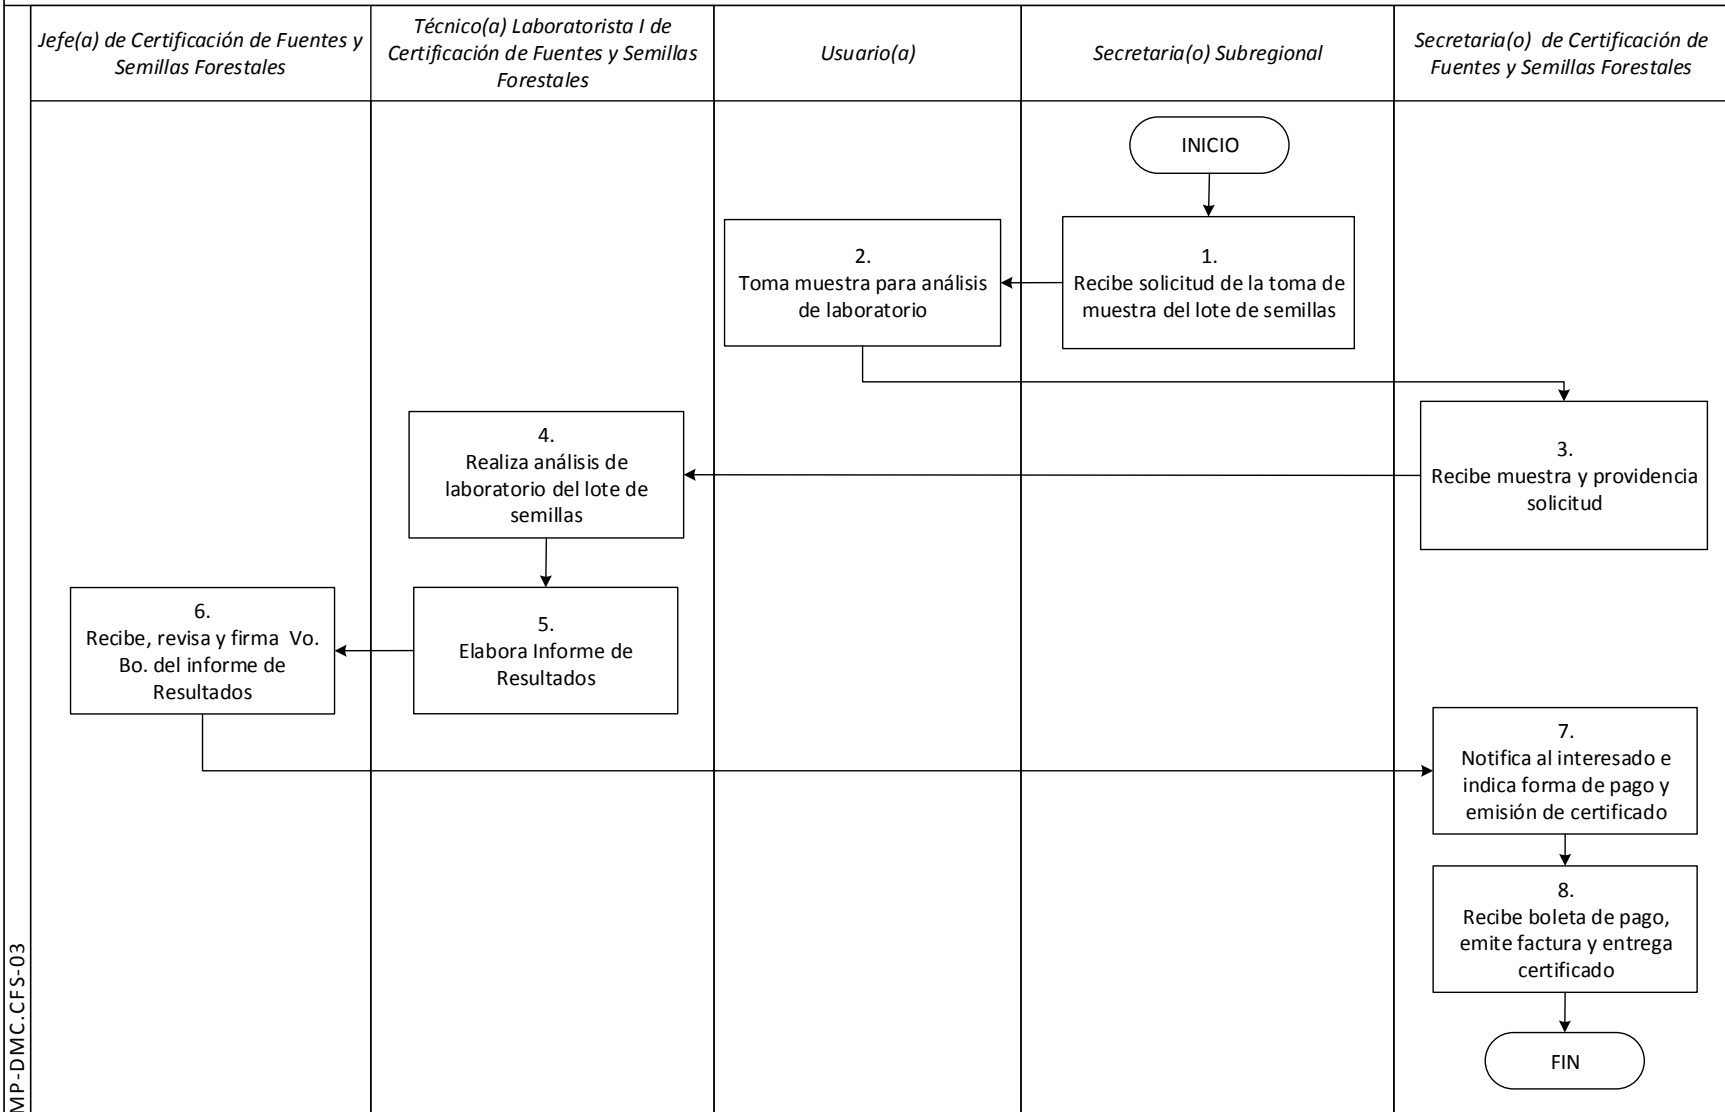 Jefe(a) de Certificación de Fuentes y
Semillas Forestales
Técnico(a) Laboratorista I de
Certificación de Fuentes y Semillas
Forestales
Usuario(a)
Secretaria(o) Subregional
Secretaria(o) de Certificación de
Fuentes y Semillas Forestales
INICIO
1.
Recibe solicitud de la toma de
muestra del lote de semillas
2.
Toma muestra para análisis
de laboratorio
3.
Recibe muestra y providencia
solicitud
4.
Realiza análisis de
laboratorio del lote de
semillas
5.
Elabora Informe de
Resultados
6.
Recibe, revisa y firma Vo.
Bo. del informe de
Resultados
7.
Notifica al interesado e
indica forma de pago y
emisión de certificado
8.
Recibe boleta de pago,
emite factura y entrega
certificado
FIN
MP-DMC.CFS-03